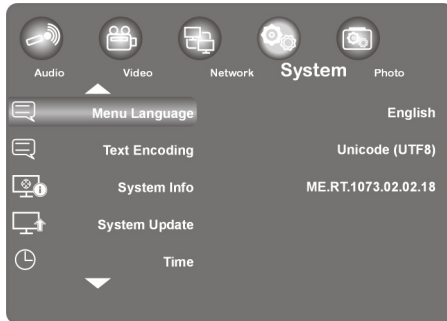 Audio Video Network System Photo
Menu Language English
Text Encoding Unicode (UTF8)
System Info ME.RT.1073.02.02.18
System Update
Time